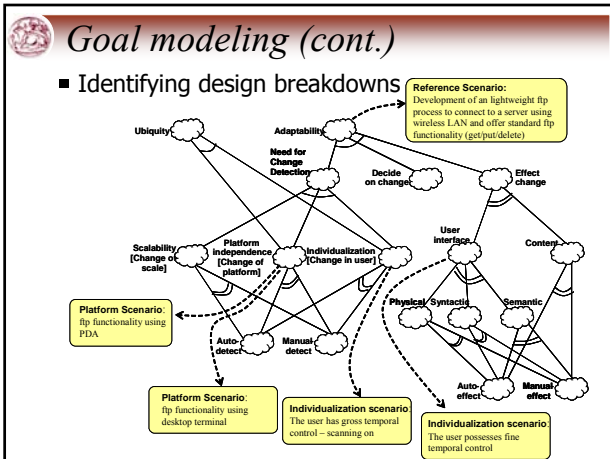 Goal modeling (cont.)
Identifying design breakdowns
Reference Scenario:
Development of an lightweight ftp
process to connect to a server using
wireless LAN and offer standard ftp
functionality (get/put/delete)
Ubiquity
Adaptability
Need for
Change
Detection
Decide
on change
Effect
change
Scalability
[Change of
scale]
Platform
independence
[Change of
platform]
Individualization
[Change in user]
User
interface
Content
Physical
Syntactic
Semantic
Platform Scenario:
ftp functionality using
PDA
Auto-
detect
Manual-
detect
Auto-
effect
Manual-
effect
Platform Scenario:
ftp functionality using
desktop terminal
Individualization scenario:
The user has gross temporal
control – scanning on
Individualization scenario:
The user possesses fine
temporal control